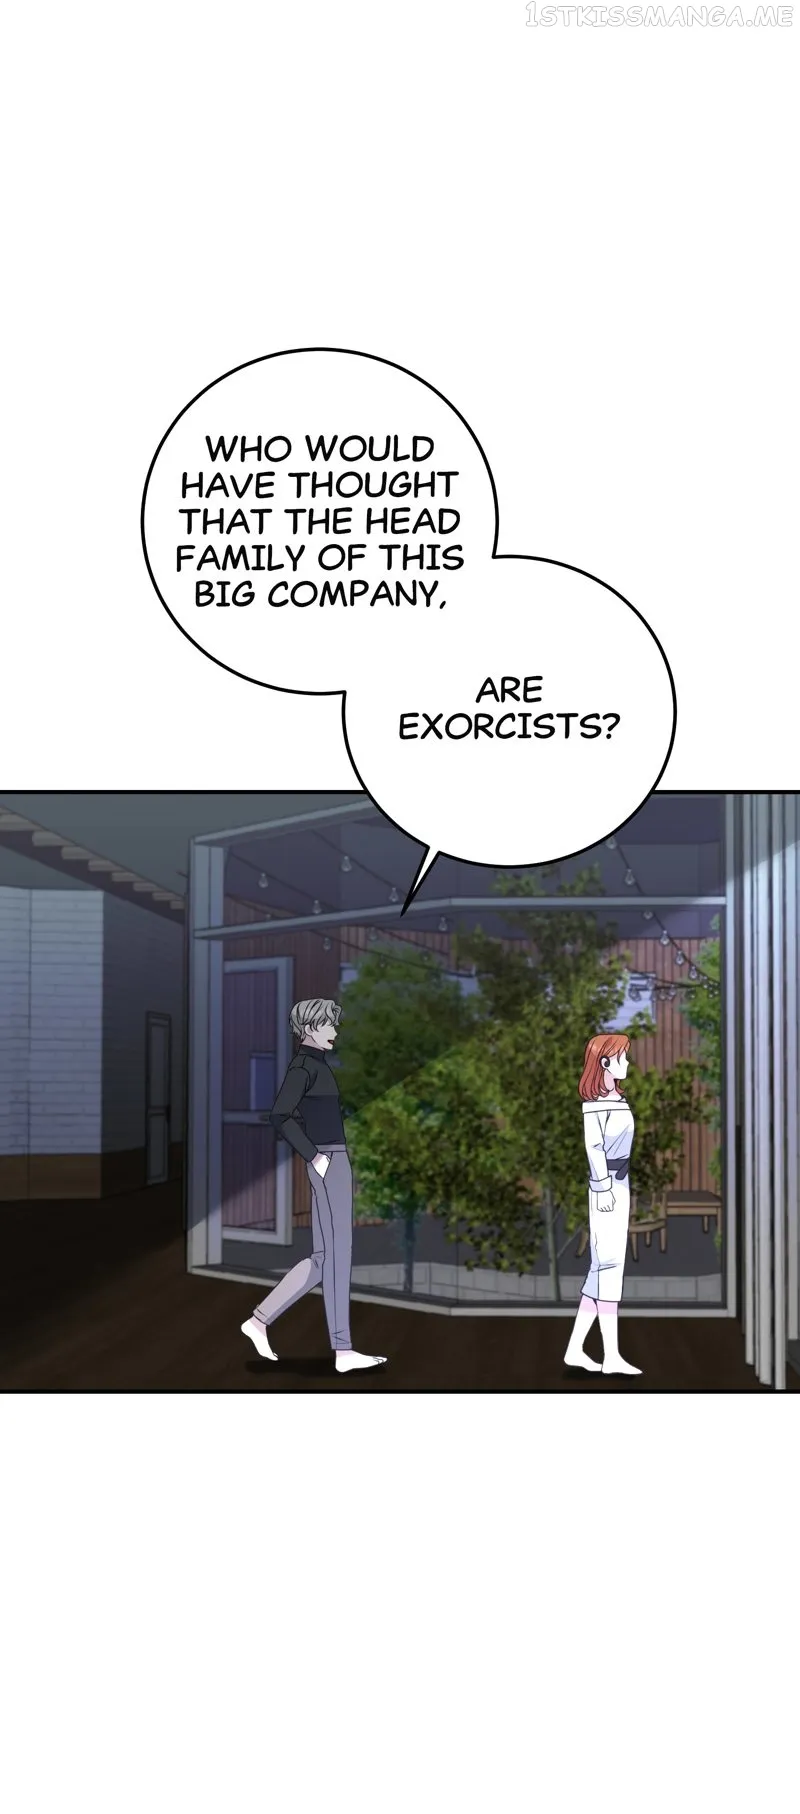 1STKISSMANGA.ME
WHO WOULD
HAVE THOUGHT
THAT THE HEAD
FAMILY OF THIS
BIG COMPANY,
ARE
EXORCISTS?